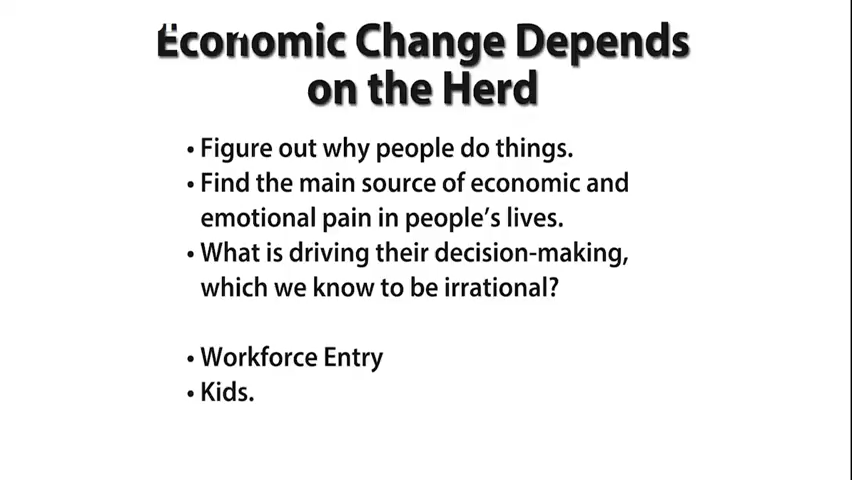 Economic Change Depends
on the Herd
• Figure out why people do things.
• Find the main source of economic and
emotional pain in people's lives.
• What is driving their decision-making,
which we know to be irrational?
• Workforce Entry
• Kids.